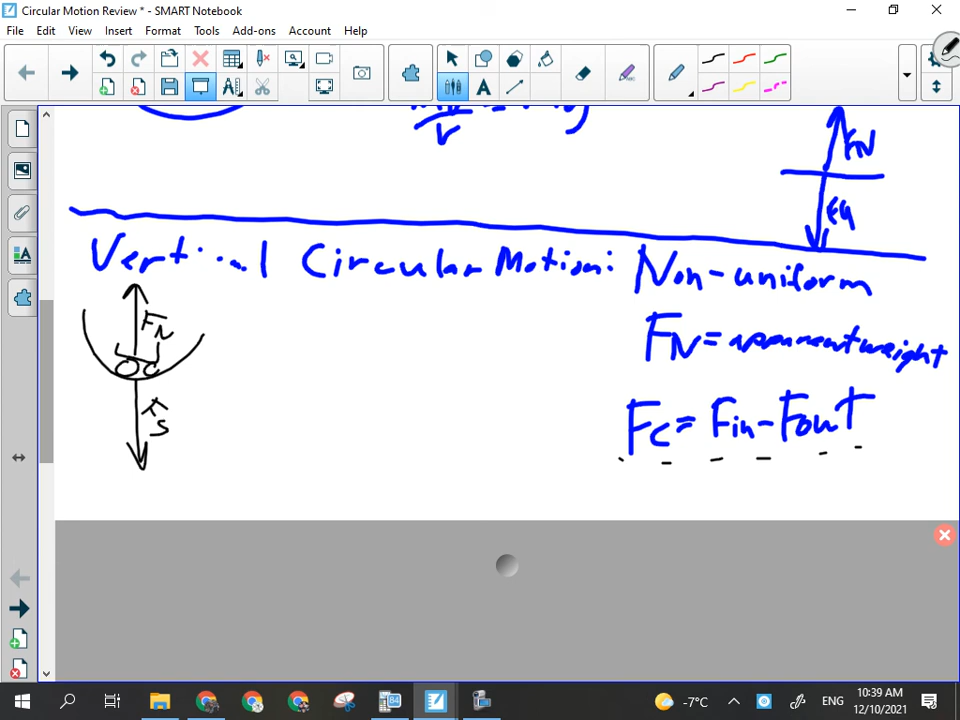 Circular Motion Review * - SMART Notebook
File Edit View Insert Format Tools Add-ons Account Help
r
FN
Fg
Vertical Circular Motion: Non-uniform
FN
FN = apparent weight
Fc = Fin - Fout
-7°C ENG 10:39 AM
12/10/2021